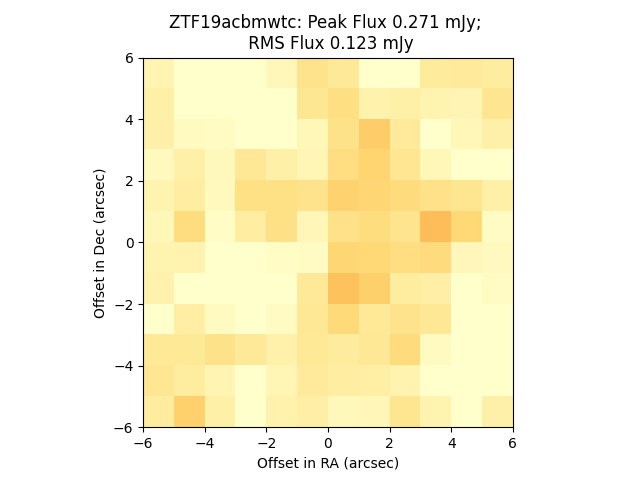 ZTF19acbmwtc: Peak Flux 0.271 mJy;
RMS Flux 0.123 mJy
6
4
2
0
−2
−4
−6
Offset in Dec (arcsec)
−6 −4 −2 0 2 4 6
Offset in RA (arcsec)